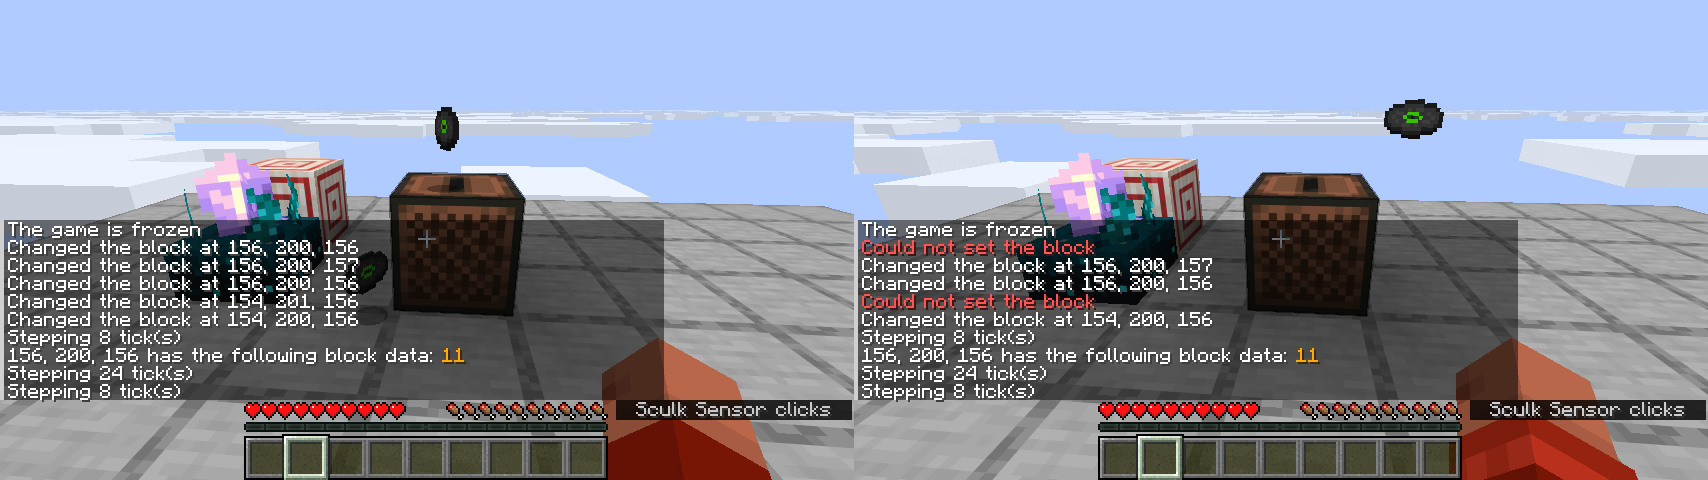 The game is frozen
Changed the block at 156, 200, 156
Changed the block at 156, 200, 157
Changed the block at 156, 200, 156
Changed the block at 154, 201, 156
Changed the block at 154, 200, 156
Stepping 8 tick(s)
156, 200, 156 has the following block data: 11
Stepping 24 tick(s)
Stepping 8 tick(s)
Sculk Sensor clicks
The game is frozen
Could not set the block
Changed the block at 156, 200, 157
Changed the block at 156, 200, 156
Could not set the block
Changed the block at 154, 200, 156
Stepping 8 tick(s)
156, 200, 156 has the following block data: 11
Stepping 24 tick(s)
Stepping 8 tick(s)
Sculk Sensor clicks